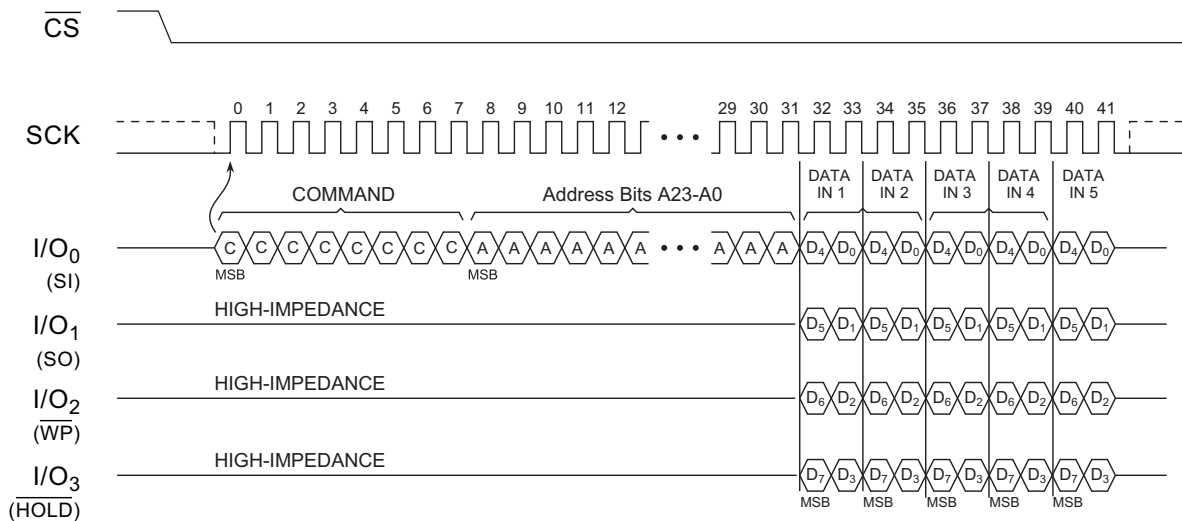 CS
0 1 2 3 4 5 6 7 8 9 10 11 12 29 30 31 32 33 34 35 36 37 38 39 40 41
SCK • • •
DATA IN 1
DATA IN 2
DATA IN 3
DATA IN 4
DATA IN 5
COMMAND Address Bits A23-A0
I/O0 C C C C C C C C A A A A A A • • • A A A D4 D0 D4 D0 D4 D0 D4 D0 D4 D0
(SI) MSB MSB
HIGH-IMPEDANCE
I/O1 D5 D1 D5 D1 D5 D1 D5 D1 D5 D1
(SO)
HIGH-IMPEDANCE
I/O2 D6 D2 D6 D2 D6 D2 D6 D2 D6 D2
(WP)
HIGH-IMPEDANCE
I/O3 D7 D3 D7 D3 D7 D3 D7 D3 D7 D3
(HOLD) MSB MSB MSB MSB MSB